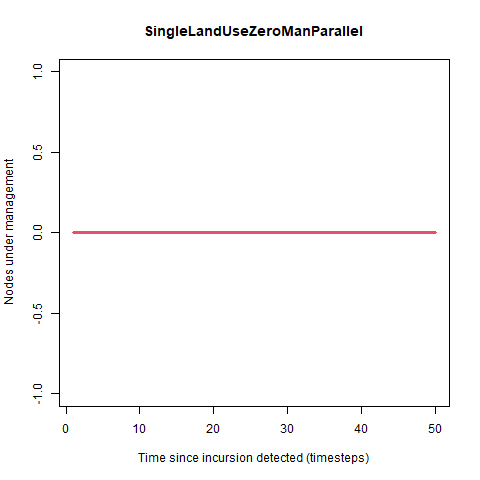 SingleLandUseZeroManParallel
Nodes under management
1.0
0.5
0.0
-0.5
-1.0
0 10 20 30 40 50
Time since incursion detected (timesteps)